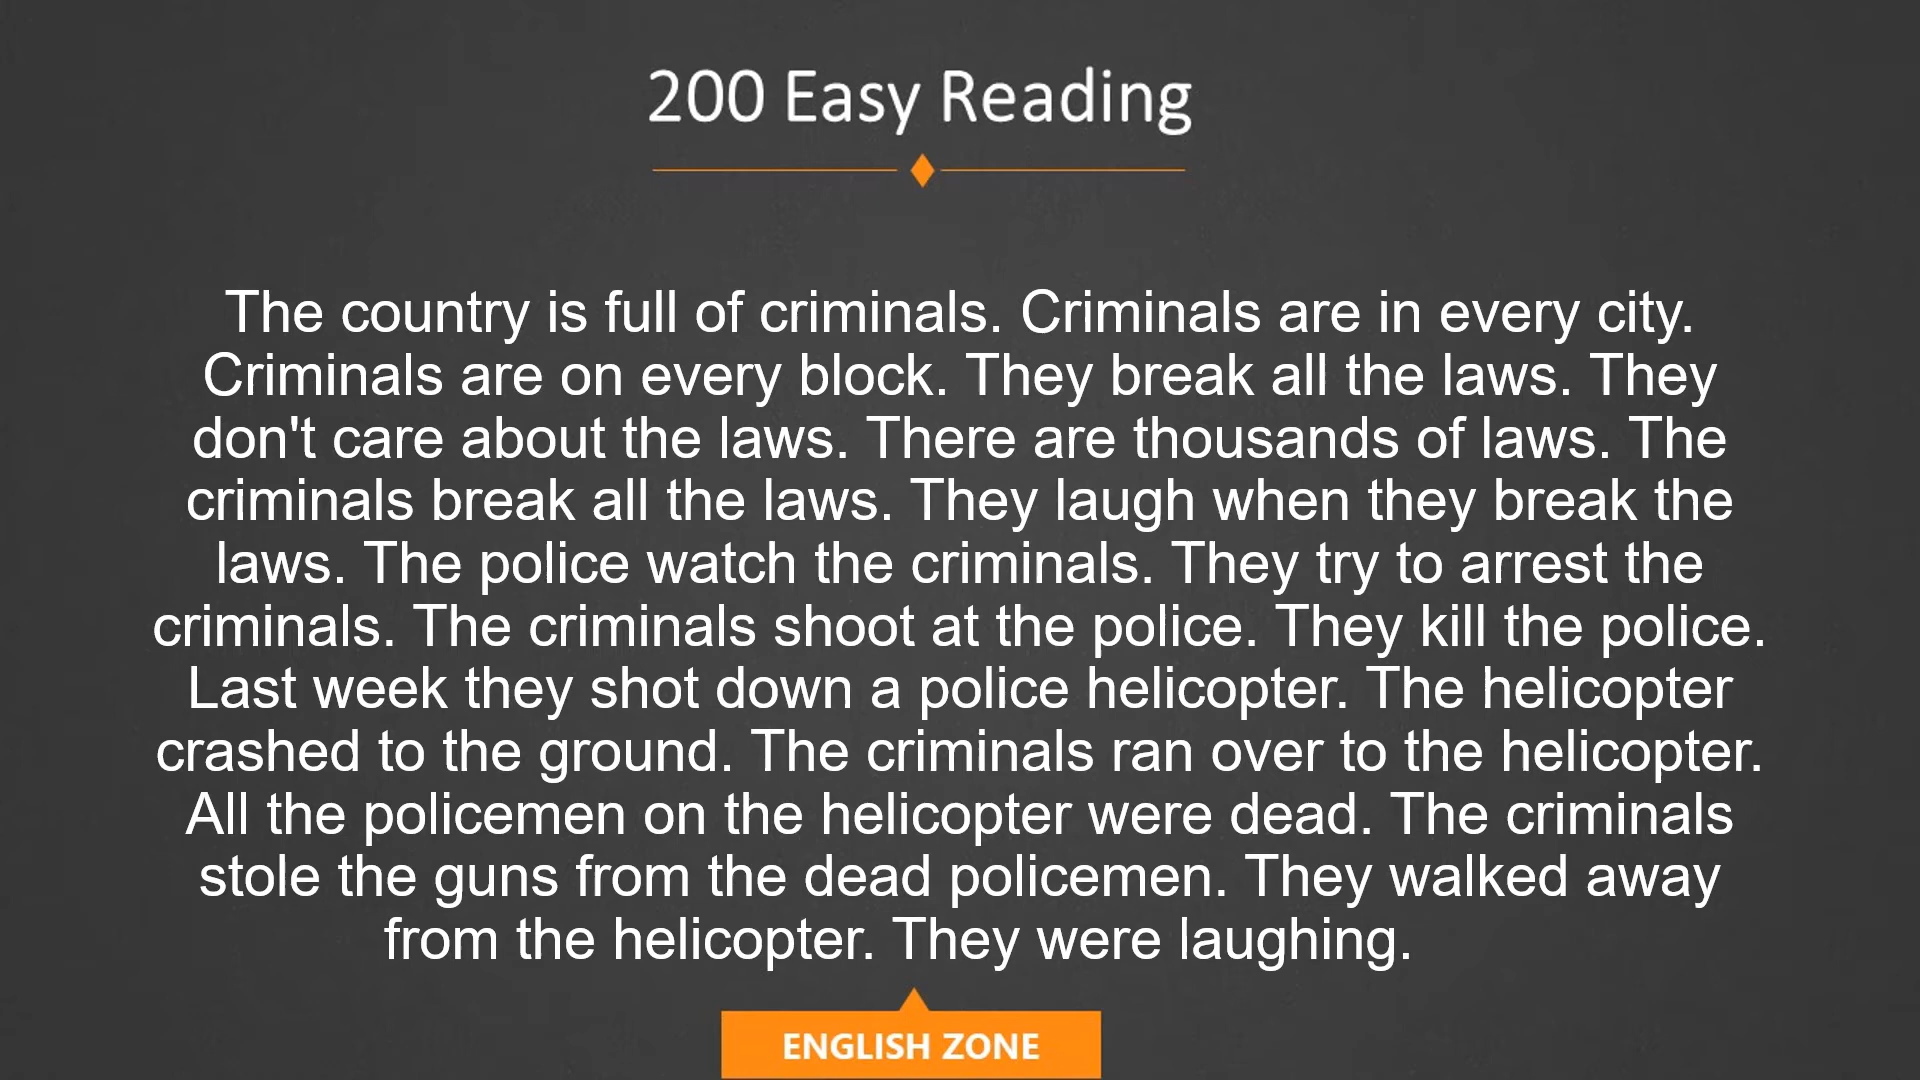 200 Easy Reading
The country is full of criminals. Criminals are in every city.
Criminals are on every block. They break all the laws. They
don't care about the laws. There are thousands of laws. The
criminals break all the laws. They laugh when they break the
laws. The police watch the criminals. They try to arrest the
criminals. The criminals shoot at the police. They kill the police.
Last week they shot down a police helicopter. The helicopter
crashed to the ground. The criminals ran over to the helicopter.
All the policemen on the helicopter were dead. The criminals
stole the guns from the dead policemen. They walked away
from the helicopter. They were laughing.
ENGLISH ZONE